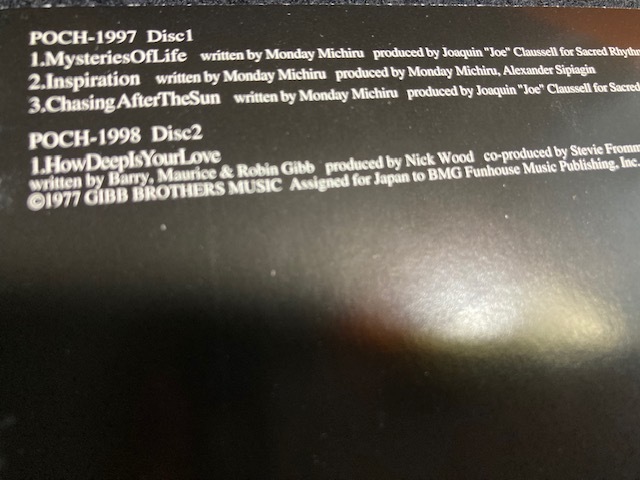 POCH-1997 Disc1
1.MysteriesOfLife written by Monday Michiru produced by Joaquin "Joe" Claussell for Sacred Rhythm
2.Inspiration written by Monday Michiru produced by Monday Michiru, Alexander Sipiagin
3.ChasingAfterTheSun written by Monday Michiru produced by Joaquin "Joe" Claussell for Sacred
POCH-1998 Disc2
1.HowDeepIsYourLove
written by Barry, Maurice & Robin Gibb produced by Nick Wood co-produced by Stevie Fromm
©1977 GIBB BROTHERS MUSIC Assigned for Japan to BMG Funhouse Music Publishing, Inc.